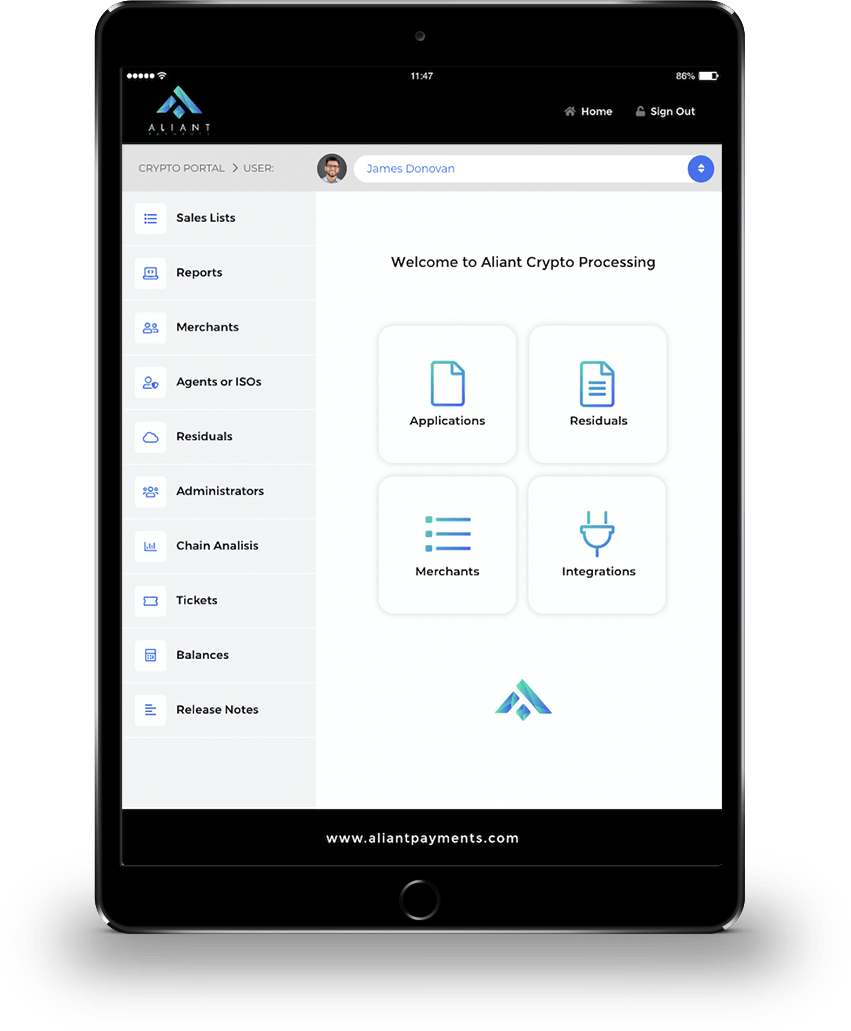 11:47
86%
ALIANT
PAYMENTS
Home
Sign Out
CRYPTO PORTAL > USER:
James Donovan
Sales Lists
Reports
Merchants
Agents or ISOs
Residuals
Administrators
Chain Analisis
Tickets
Balances
Release Notes
Welcome to Aliant Crypto Processing
Applications
Residuals
Merchants
Integrations
www.aliantpayments.com